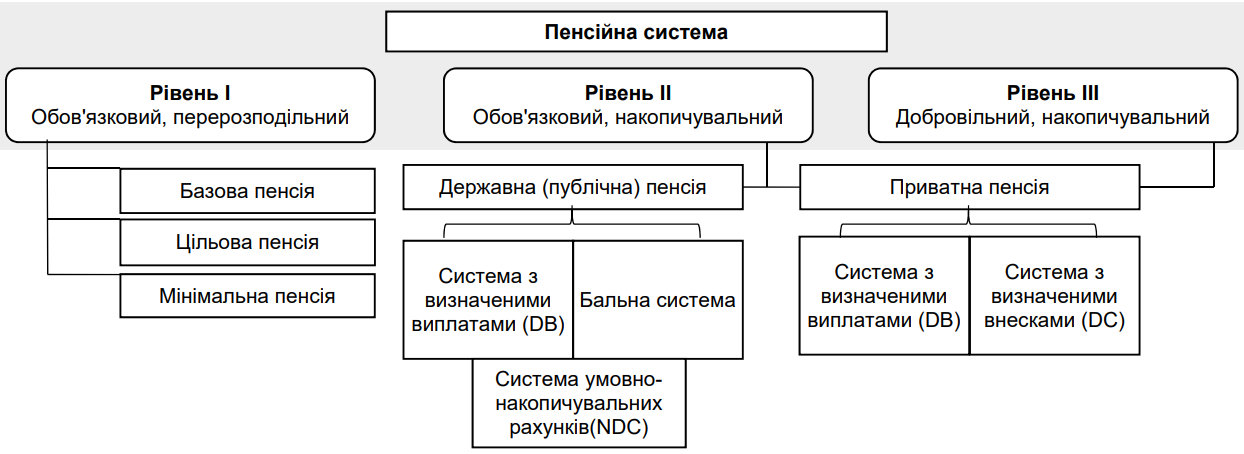 Пенсійна система
Рівень I
Обов'язковий, перерозподільний
Рівень II
Обов'язковий, накопичувальний
Рівень III
Добровільний, накопичувальний
Базова пенсія
Цільова пенсія
Мінімальна пенсія
Державна (публічна) пенсія
Система з
визначеними
виплатами (DB)
Бальна система
Система умовно-
накопичувальних
рахунків(NDC)
Приватна пенсія
Система з
визначеними
виплатами (DB)
Система з
визначеними
внесками (DC)